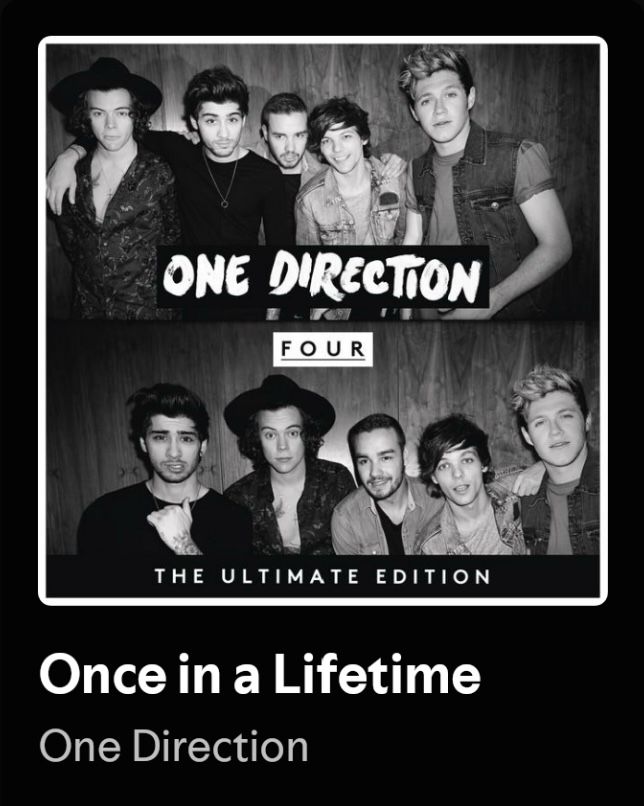 ONE DIRECTION
FOUR
THE ULTIMATE EDITION
Once in a Lifetime
One Direction